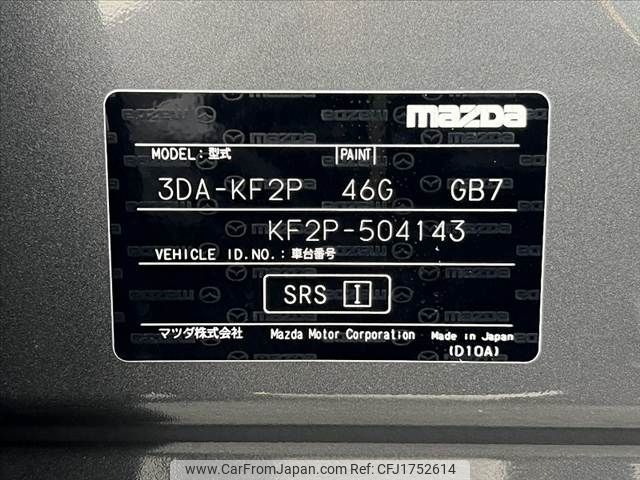 mazda
MODEL:型式 PAINT
3DA-KF2P 46G GB7
KF2P-504143
VEHICLE ID.NO.:車台番号
SRS I
マツダ株式会社 Mazda Motor Corporation Made in Japan
(D10A)
(C)CarFromJapan.com Ref:CFJ1752614